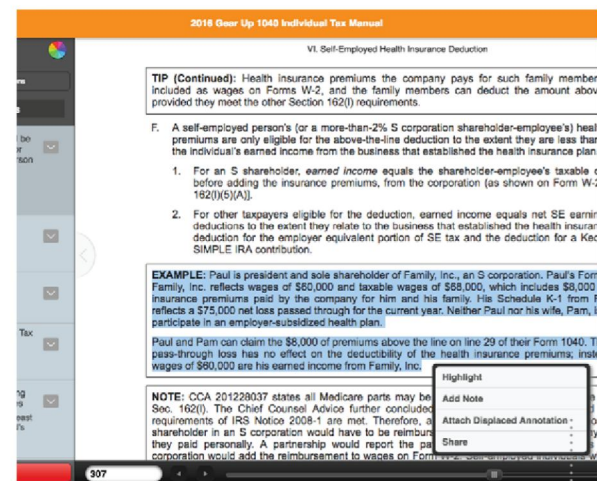 2016 Gear Up 1040 Individual Tax Manual
VI. Self-Employed Health Insurance Deduction
TIP (Continued): Health insurance premiums the company pays for such family member
included as wages on Forms W-2, and the family members can deduct the amount abov
provided they meet the other Section 162(l) requirements.
F. A self-employed person's (or a more-than-2% S corporation shareholder-employee's) heal
premiums are only eligible for the above-the-line deduction to the extent they are less than
the individual's earned income from the business that established the health insurance plan
1. For an S shareholder, earned income equals the shareholder-employee's taxable
before adding the insurance premiums, from the corporation (as shown on Form W-2
162(l)(5)(A)].
2. For other taxpayers eligible for the deduction, earned income equals net SE earnin
deductions to the extent they relate to the business that established the health insuran
deduction for the employer equivalent portion of SE tax and the deduction for a Keo
SIMPLE IRA contribution.
EXAMPLE: Paul is president and sole shareholder of Family, Inc., an S corporation. Paul's Form
Family, Inc. reflects wages of $60,000 and taxable wages of $68,000, which includes $8,000
insurance premiums paid by the company for him and his family. His Schedule K-1 from F
reflects a $75,000 net loss passed through for the current year. Neither Paul nor his wife, Pam, i
participate in an employer-subsidized health plan.
Paul and Pam can claim the $8,000 of premiums above the line on line 29 of their Form 1040. T
pass-through loss has no effect on the deductibility of the health insurance premiums; inste
wages of $60,000 are his earned income from Family, Inc.
Highlight
Add Note
Attach Displaced Annotation
Share
NOTE: CCA 201228037 states all Medicare parts may be
Sec. 162(l). The Chief Counsel Advice further concluded
requirements of IRS Notice 2008-1 are met. Therefore, a
shareholder in an S corporation would have to be reimburs
they paid personally. A partnership would report the pa
corporation would add the reimbursement to wages on Form W-2. Self-employed individuals w
be
or
rson
Tax
ng
es
east
l's
307